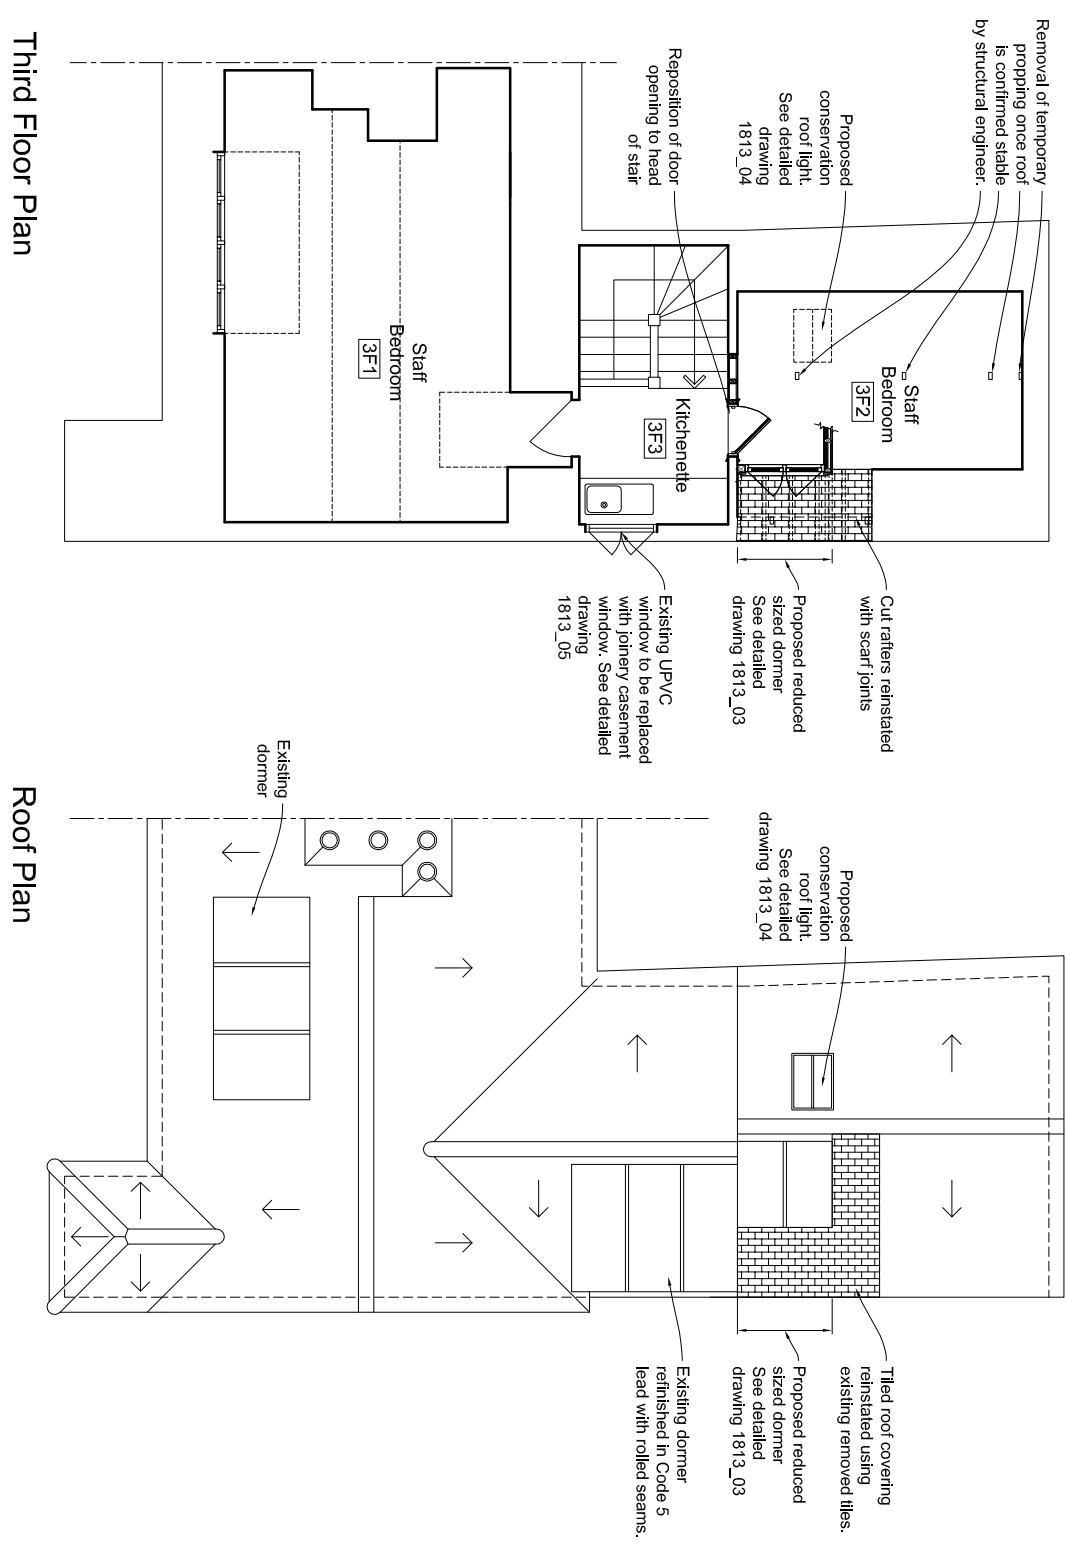 Removal of temporary
propping once roof
is confirmed stable
by structural engineer.
Proposed
conservation
roof light.
See detailed
drawing
1813_04
Reposition of door
opening to head
of stair
Staff
Bedroom
3F2
Kitchenette
3F3
Staff
Bedroom
3F1
Cut rafters reinstated
with scarf joints
Proposed reduced
sized dormer
See detailed
drawing 1813_03
Existing UPVC
window to be replaced
with joinery casement
window. See detailed
drawing
1813_05
Third Floor Plan
Proposed
conservation
roof light.
See detailed
drawing 1813_04
Existing
dormer
Tiled roof covering
reinstated using
existing removed tiles.
Proposed reduced
sized dormer
See detailed
drawing 1813_03
Existing dormer
refinished in Code 5
lead with rolled seams.
Roof Plan